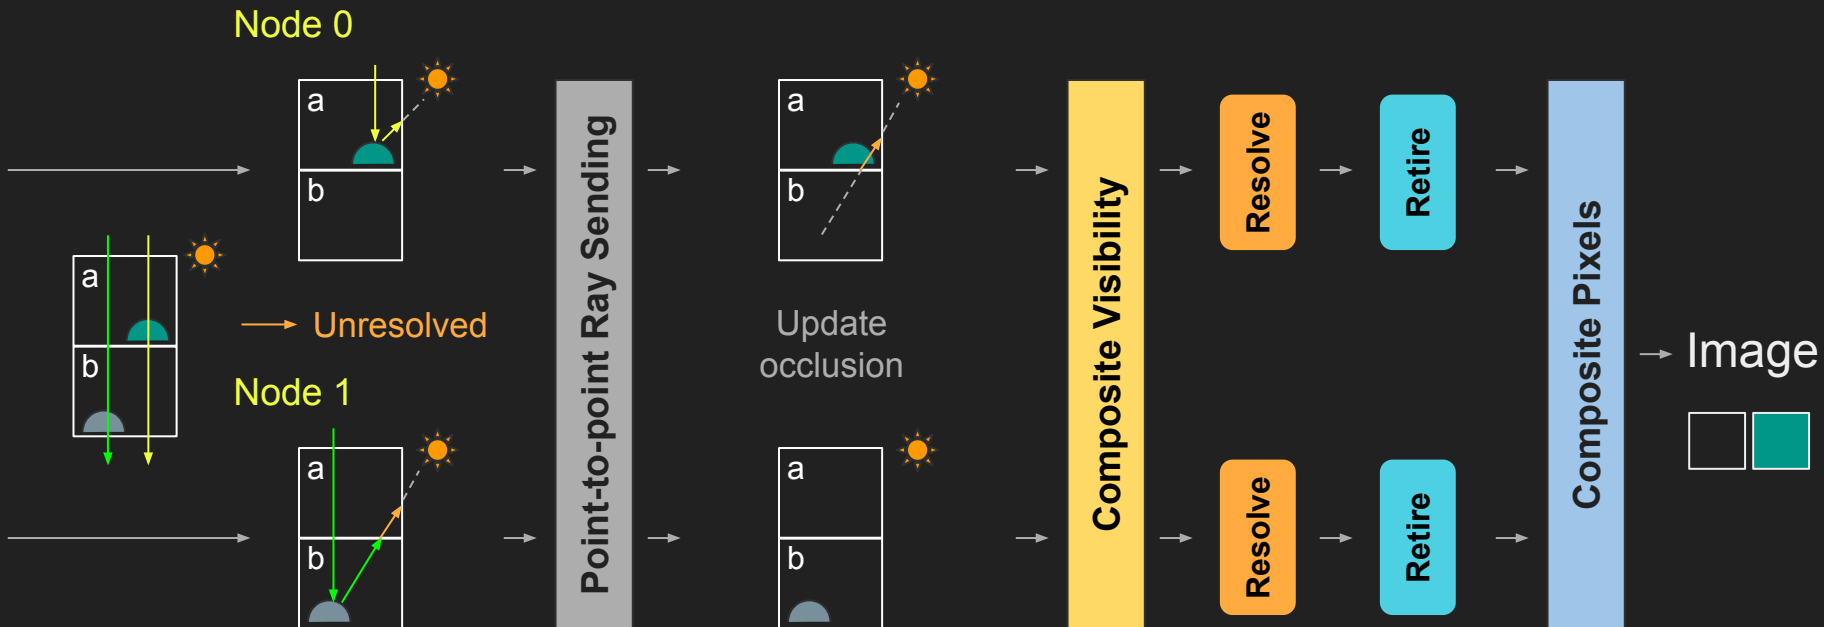 Node 0
a
b
a
b
Unresolved
Node 1
a
b
Point-to-point Ray Sending
a
b
Update
occlusion
a
b
Composite Visibility
Resolve
Retire
Resolve
Retire
Composite Pixels
Image